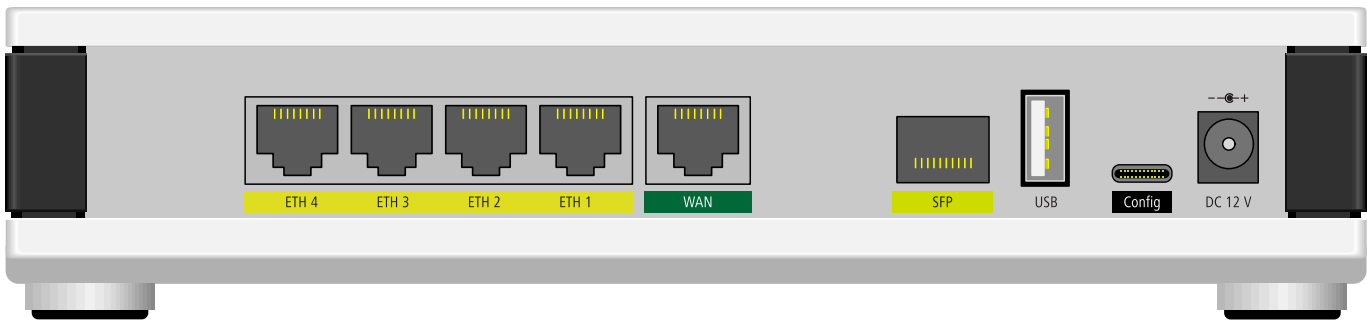 ETH 4
ETH 3
ETH 2
ETH 1
WAN
SFP
USB
Config
DC 12 V